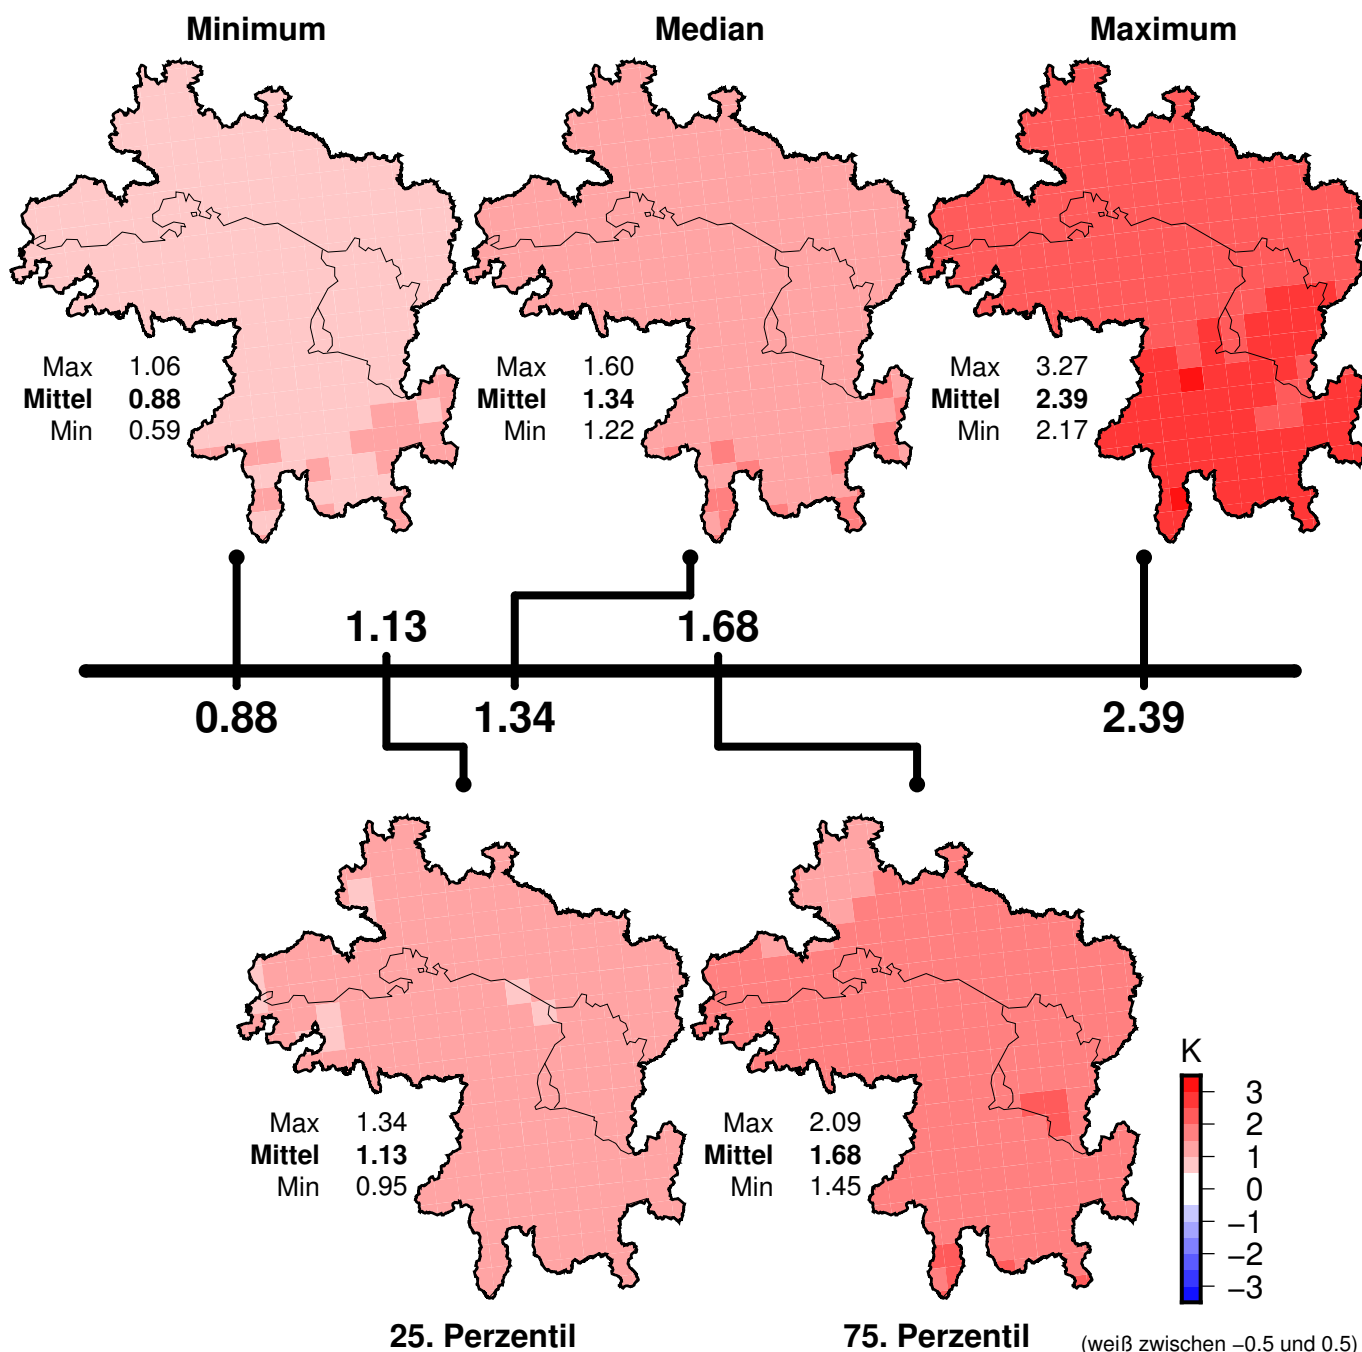 Minimum
Median
Maximum
Max 1.06
Mittel 0.88
Min 0.59
Max 1.60
Mittel 1.34
Min 1.22
Max 3.27
Mittel 2.39
Min 2.17
1.13
1.68
0.88
1.34
2.39
Max 1.34
Mittel 1.13
Min 0.95
Max 2.09
Mittel 1.68
Min 1.45
K
3
2
1
0
−1
−2
−3
25. Perzentil
75. Perzentil
(weiß zwischen −0.5 und 0.5)